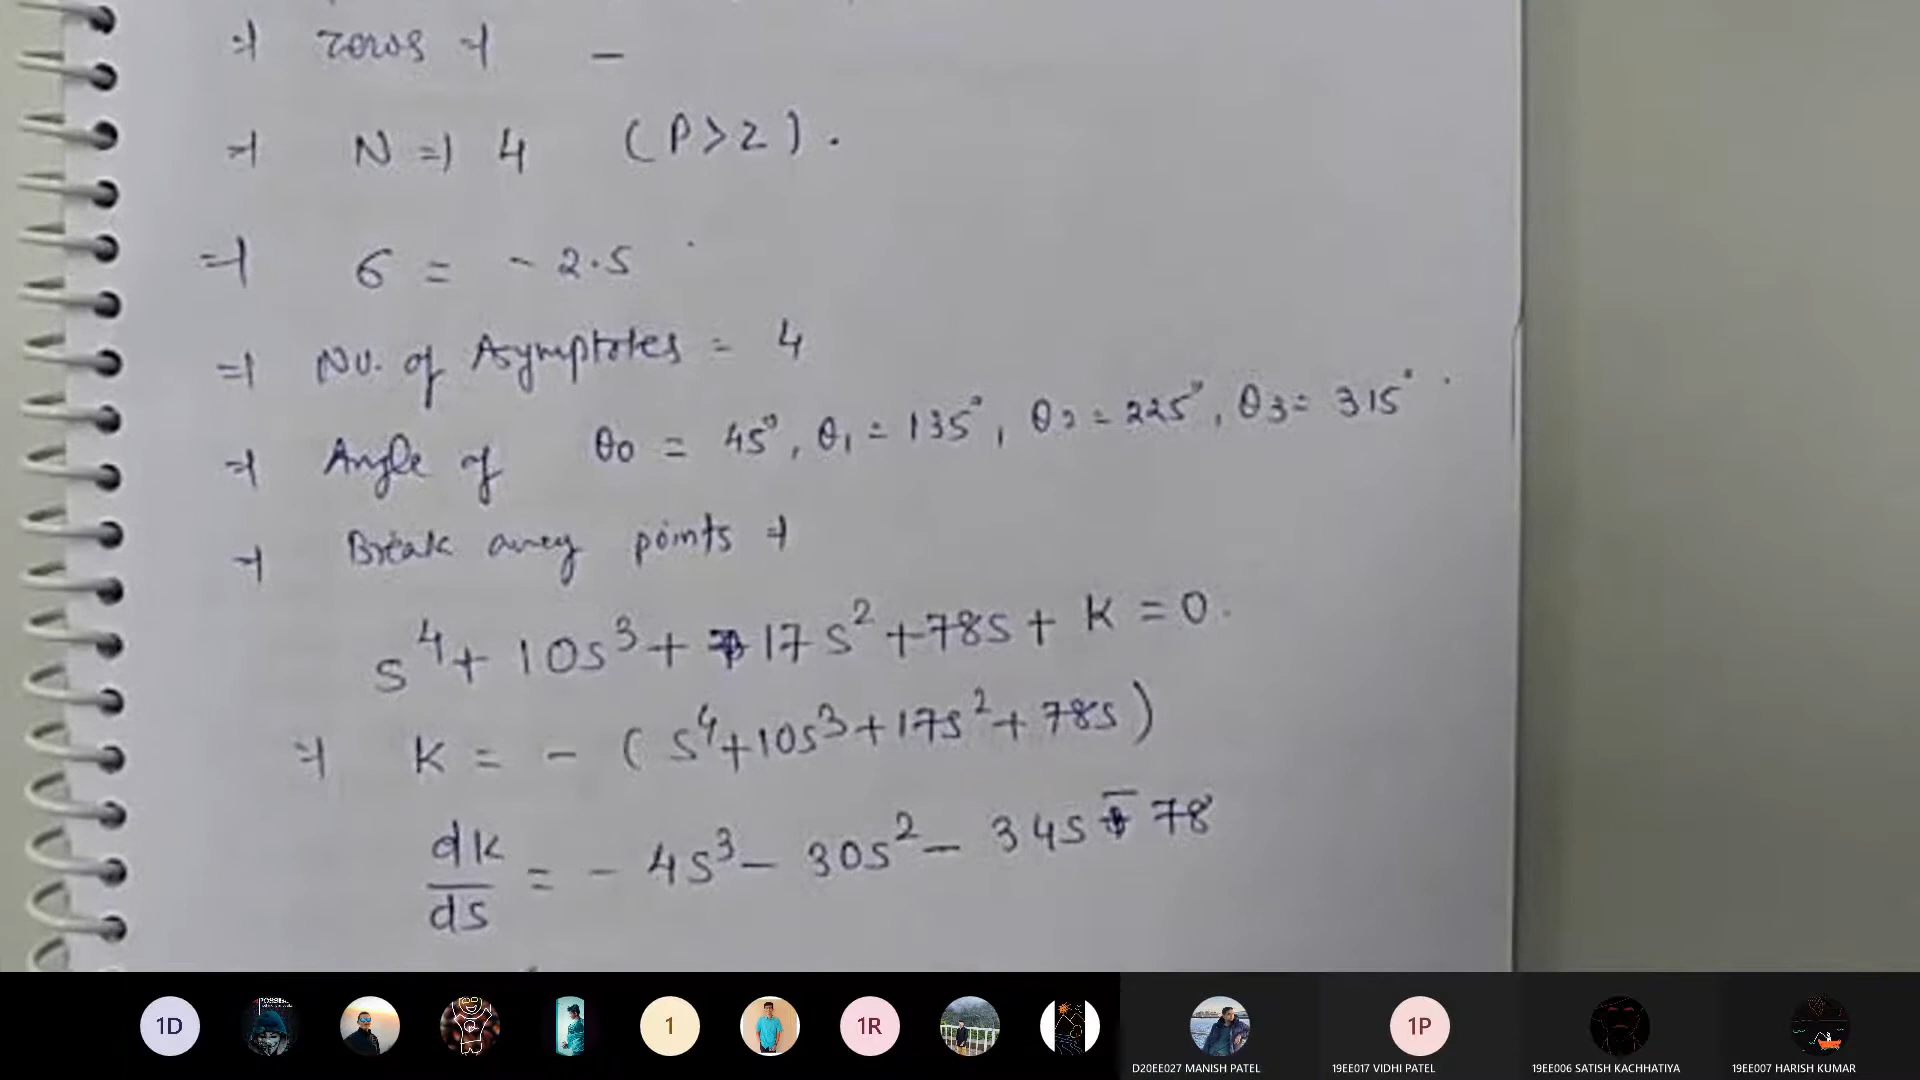 ⇒ zeros ⇒ -
⇒ N ⇒ 4 (P>Z).
⇒ σ = - 2.5
⇒ No. of Asymptotes = 4
⇒ Angle of θ0 = 45°, θ1 = 135°, θ2 = 225°, θ3 = 315°.
⇒ Break away points ⇒
s⁴ + 10s³ + 17s² + 78s + k = 0.
⇒ k = - (s⁴+10s³+17s²+78s)
dk/ds = - 4s³ - 30s² - 34s - 78
1D
POSSIBL
1
1R
1P
D20EE027 MANISH PATEL
19EE017 VIDHI PATEL
19EE006 SATISH KACHHATIYA
19EE007 HARISH KUMAR